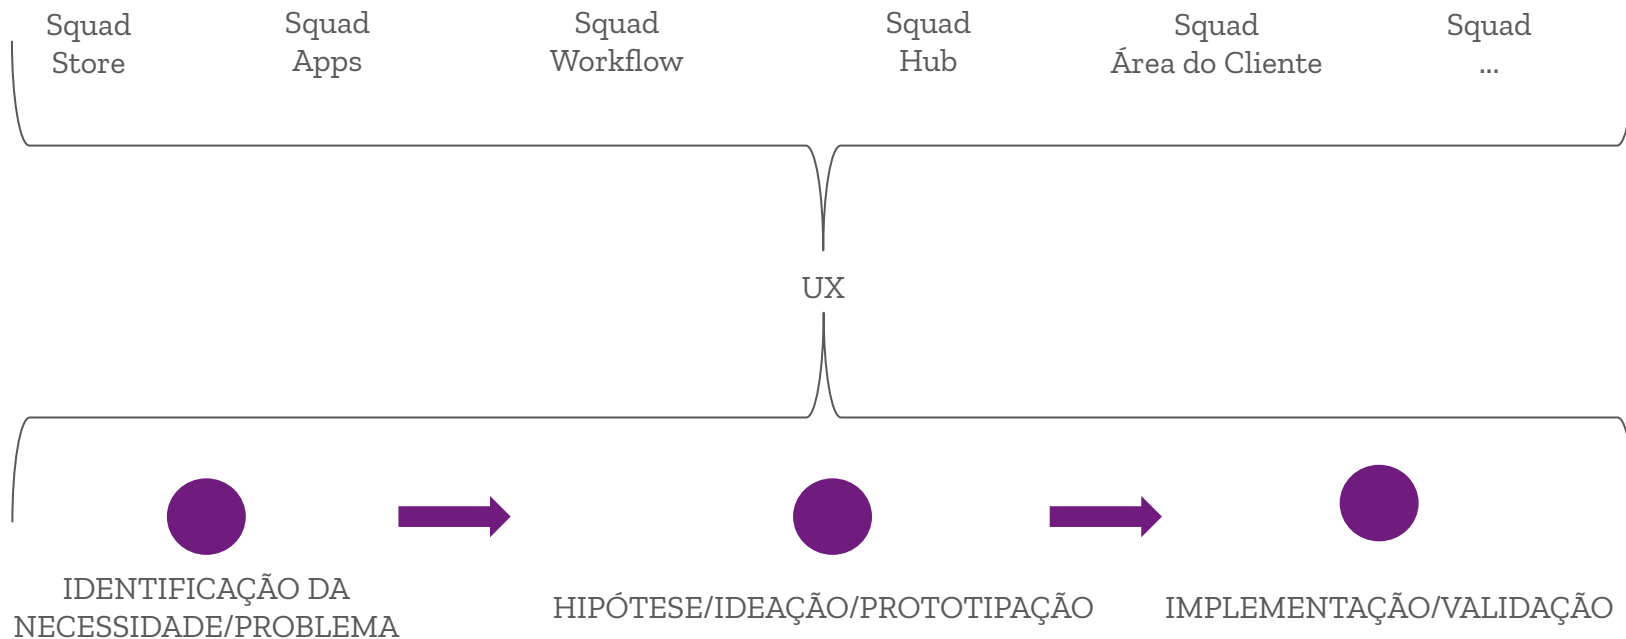 Squad
Store
Squad
Apps
Squad
Workflow
Squad
Hub
Squad
Área do Cliente
Squad
...
UX
IDENTIFICAÇÃO DA
NECESSIDADE/PROBLEMA
HIPÓTESE/IDEAÇÃO/PROTOTIPAÇÃO
IMPLEMENTAÇÃO/VALIDAÇÃO